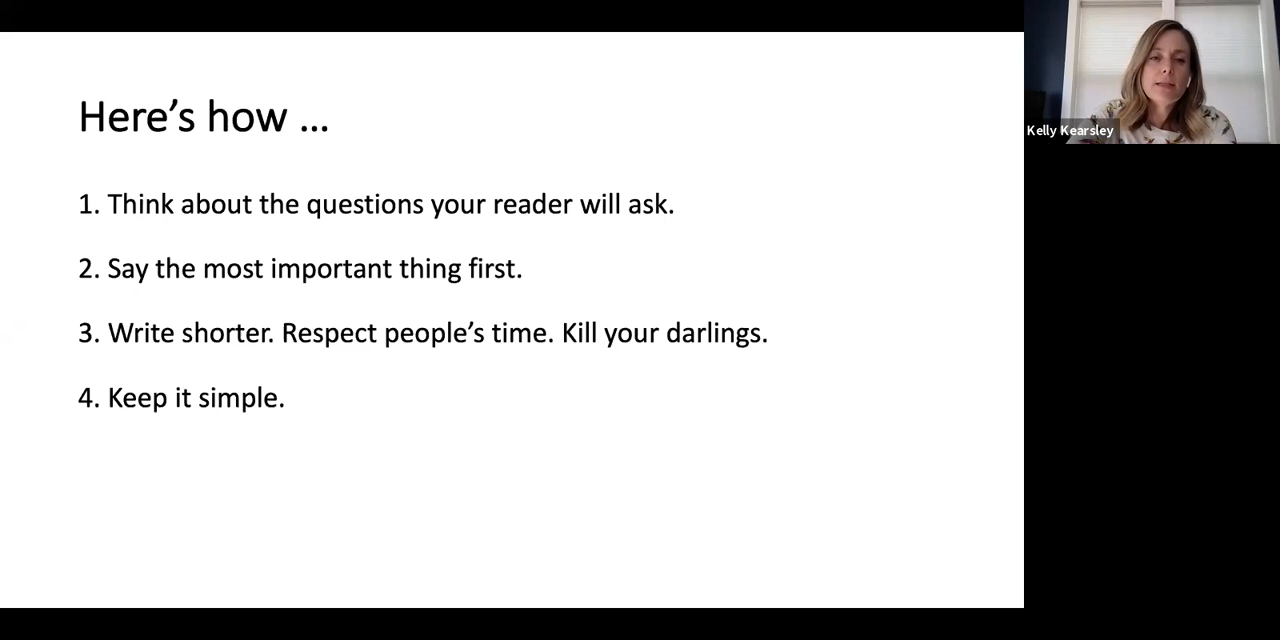 Here’s how ...
1. Think about the questions your reader will ask.
2. Say the most important thing first.
3. Write shorter. Respect people’s time. Kill your darlings.
4. Keep it simple.
Kelly Kearsley